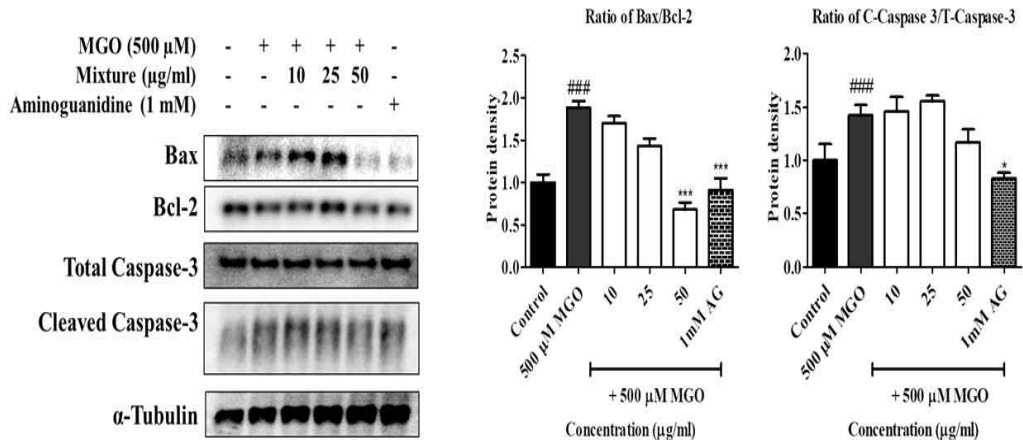 MGO (500 µM) - + + + + -
Mixture (µg/ml) - - 10 25 50 -
Aminoguanidine (1 mM) - - - - - +
Bax
Bcl-2
Total Caspase-3
Cleaved Caspase-3
α-Tubulin
Ratio of Bax/Bcl-2
Protein density
2.5
2.0
1.5
1.0
0.5
0.0
###
***
***
Control
500 µM MGO
10
25
50
1mM AG
+ 500 µM MGO
Concentration (µg/ml)
Ratio of C-Caspase 3/T-Caspase-3
Protein density
2.0
1.5
1.0
0.5
0.0
###
*
Control
500 µM MGO
10
25
50
1mM AG
+ 500 µM MGO
Concentration (µg/ml)